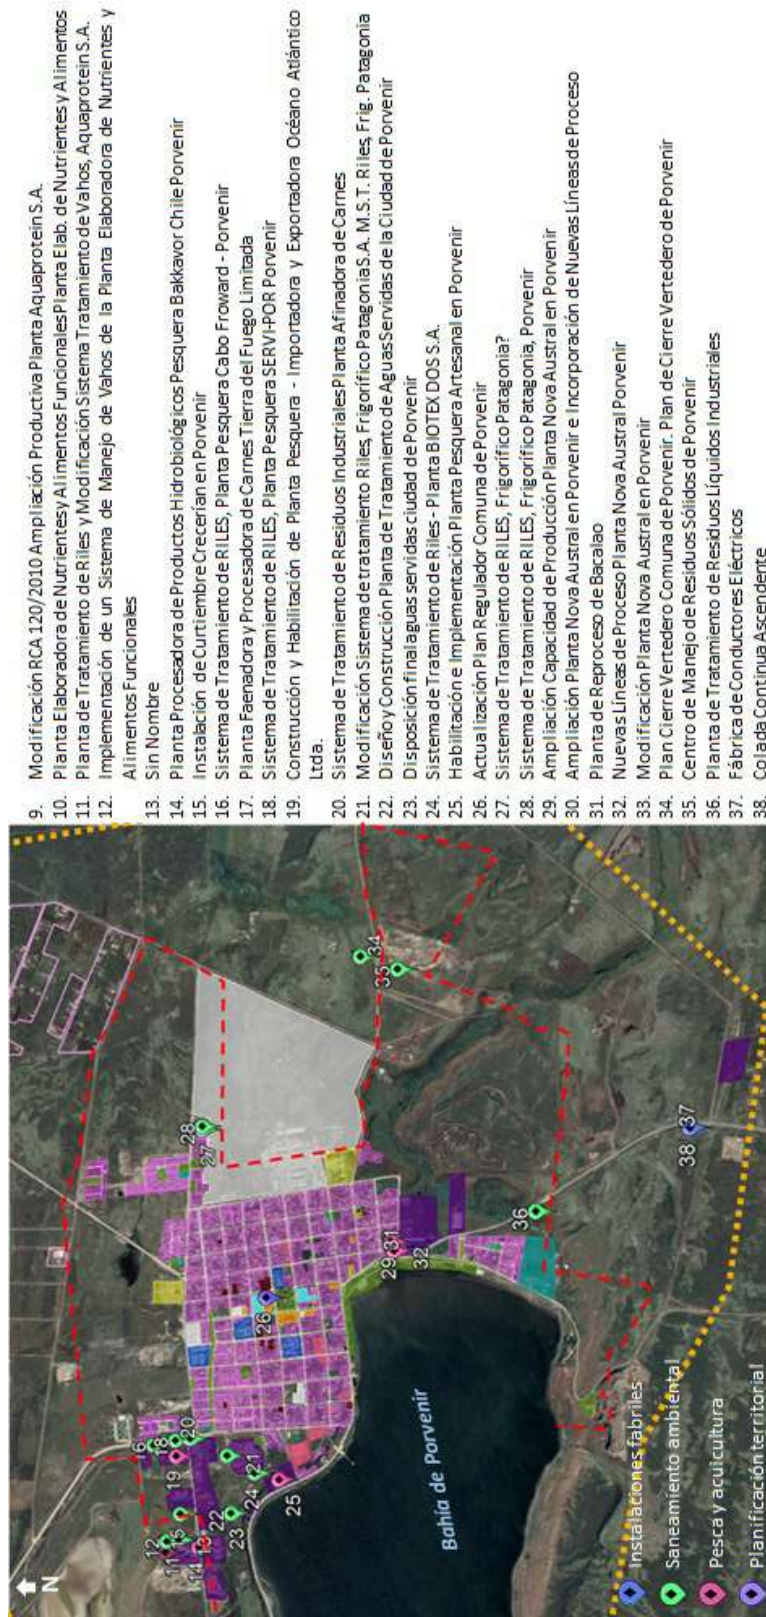 9. Modificación RCA 120/2010 Ampliación Productiva Planta Aquaprotein S.A.
10. Planta Elaboradora de Nutrientes y Alimentos Funcionales Planta Elab. de Nutrientes y Alimentos
11. Planta de Tratamiento de Riles y Modificación Sistema Tratamiento de Vahos, Aquaprotein S.A.
12. Implementación de un Sistema de Manejo de Vahos de la Planta Elaboradora de Nutrientes y
Alimentos Funcionales
13. Sin Nombre
14. Planta Procesadora de Productos Hidrobiológicos Pesquera Bakkavor Chile Porvenir
15. Instalación de Curtiembre Crecerían en Porvenir
16. Sistema de Tratamiento de RILES, Planta Pesquera Cabo Froward - Porvenir
17. Planta Faenadora y Procesadora de Carnes Tierra del Fuego Limitada
18. Sistema de Tratamiento de RILES, Planta Pesquera SERVI-POR Porvenir
19. Construcción y Habilitación de Planta Pesquera - Importadora y Exportadora Océano Atlántico
Ltda.
20. Sistema de Tratamiento de Residuos Industriales Planta Afinadora de Carnes
21. Modificación Sistema de tratamiento Riles, Frigorífico Patagonia S.A. M.S.T. Riles, Frig. Patagonia
22. Diseño y Construcción Planta de Tratamiento de Aguas Servidas de la Ciudad de Porvenir
23. Disposición final aguas servidas ciudad de Porvenir
24. Sistema de Tratamiento de Riles - Planta BIOTEX DOS S.A.
25. Habilitación e Implementación Planta Pesquera Artesanal en Porvenir
26. Actualización Plan Regulador Comuna de Porvenir
27. Sistema de Tratamiento de RILES, Frigorífico Patagonia?
28. Sistema de Tratamiento de RILES, Frigorífico Patagonia, Porvenir
29. Ampliación Capacidad de Producción Planta Nova Austral en Porvenir
30. Ampliación Planta Nova Austral en Porvenir e Incorporación de Nuevas Líneas de Proceso
31. Planta de Reproceso de Bacalao
32. Nuevas Líneas de Proceso Planta Nova Austral Porvenir
33. Modificación Planta Nova Austral en Porvenir
34. Plan Cierre Vertedero Comuna de Porvenir. Plan de Cierre Vertedero de Porvenir
35. Centro de Manejo de Residuos Sólidos de Porvenir
36. Planta de Tratamiento de Residuos Líquidos Industriales
37. Fábrica de Conductores Eléctricos
38. Colada Continua Ascendente
N
12
11
15
14
13
16
18
19
20
22
23
21
24
25
26
28
27
29
31
32
34
35
36
37
38
Bahía de Porvenir
Instalaciones fabriles
Saneamiento ambiental
Pesca y acuicultura
Planificación territorial